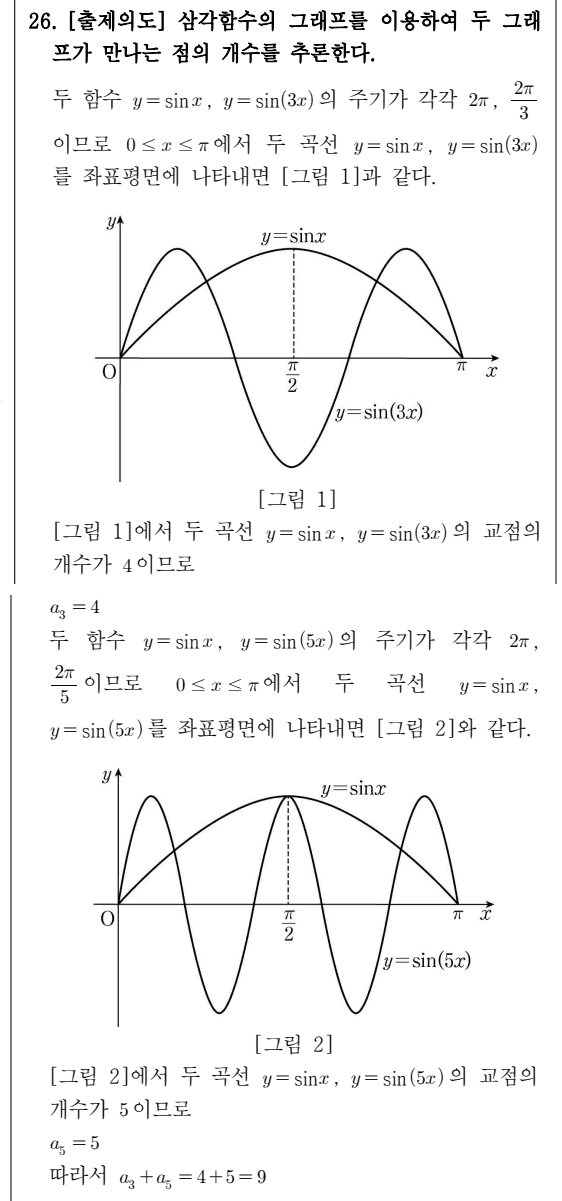 26. [출제의도] 삼각함수의 그래프를 이용하여 두 그래
프가 만나는 점의 개수를 추론한다.
두 함수 y=sinx, y=sin(3x)의 주기가 각각 2π, 2π/3
이므로 0≤x≤π에서 두 곡선 y=sinx, y=sin(3x)
를 좌표평면에 나타내면 [그림 1]과 같다.
y
y=sinx
O
π/2
π
x
y=sin(3x)
[그림 1]
[그림 1]에서 두 곡선 y=sinx, y=sin(3x)의 교점의
개수가 4이므로
a₃=4
두 함수 y=sinx, y=sin(5x)의 주기가 각각 2π,
2π/5 이므로 0≤x≤π에서 두 곡선 y=sinx,
y=sin(5x)를 좌표평면에 나타내면 [그림 2]와 같다.
y
y=sinx
O
π/2
π
x
y=sin(5x)
[그림 2]
[그림 2]에서 두 곡선 y=sinx, y=sin(5x)의 교점의
개수가 5이므로
a₅=5
따라서 a₃+a₅=4+5=9